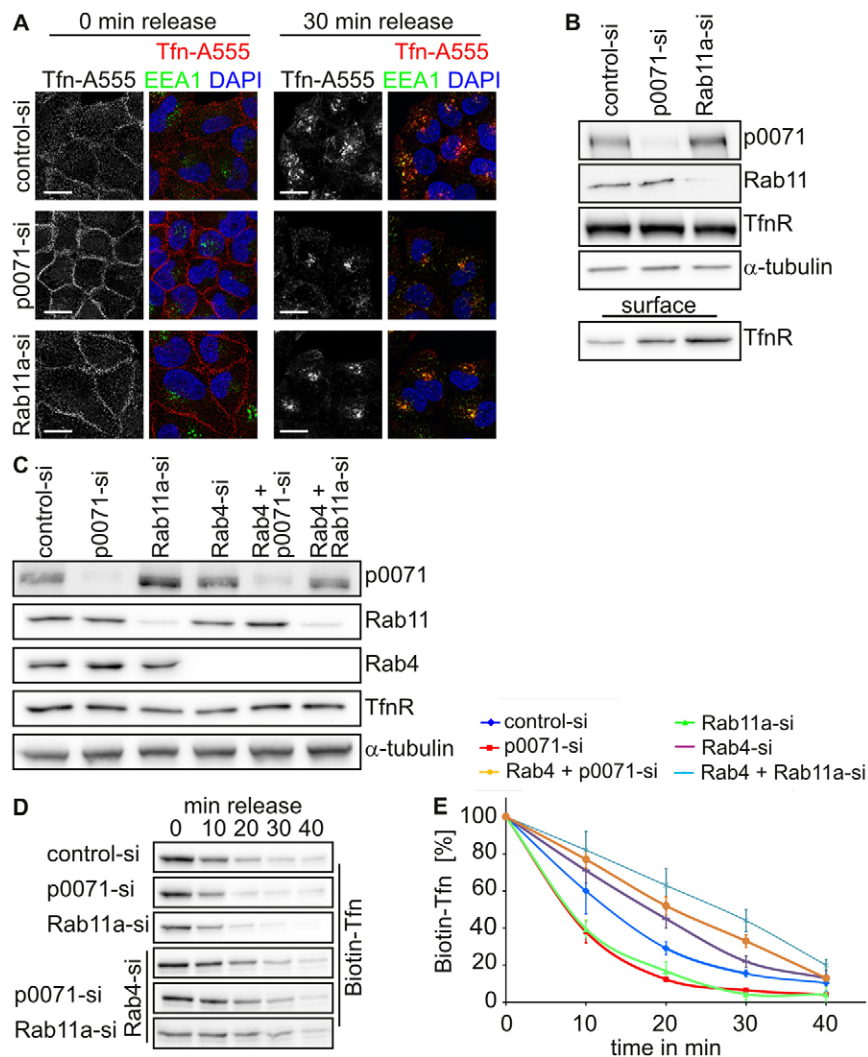 A
0 min release
30 min release
Tfn-A555
Tfn-A555
Tfn-A555 EEA1 DAPI
Tfn-A555 EEA1 DAPI
control-si
p0071-si
Rab11a-si
B
control-si
p0071-si
Rab11a-si
p0071
Rab11
TfnR
α-tubulin
surface
TfnR
C
control-si
p0071-si
Rab11a-si
Rab4-si
Rab4 +
p0071-si
Rab4 +
Rab11a-si
p0071
Rab11
Rab4
TfnR
α-tubulin
D
min release
0 10 20 30 40
control-si
p0071-si
Rab11a-si
Rab4-si
p0071-si
Rab11a-si
Biotin-Tfn
control-si
Rab11a-si
p0071-si
Rab4-si
Rab4 + p0071-si
Rab4 + Rab11a-si
E
Biotin-Tfn [%]
100
80
60
40
20
0
0 10 20 30 40
time in min